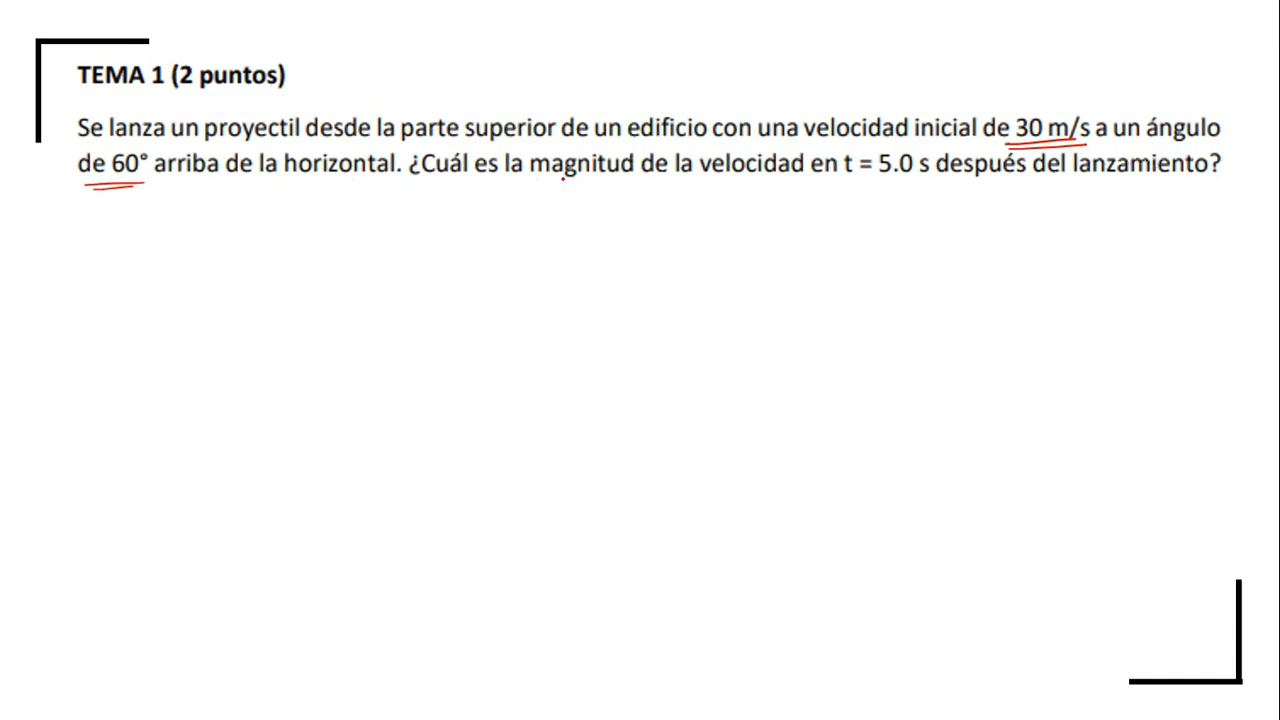 TEMA 1 (2 puntos)
Se lanza un proyectil desde la parte superior de un edificio con una velocidad inicial de 30 m/s a un ángulo
de 60° arriba de la horizontal. ¿Cuál es la magnitud de la velocidad en t = 5.0 s después del lanzamiento?